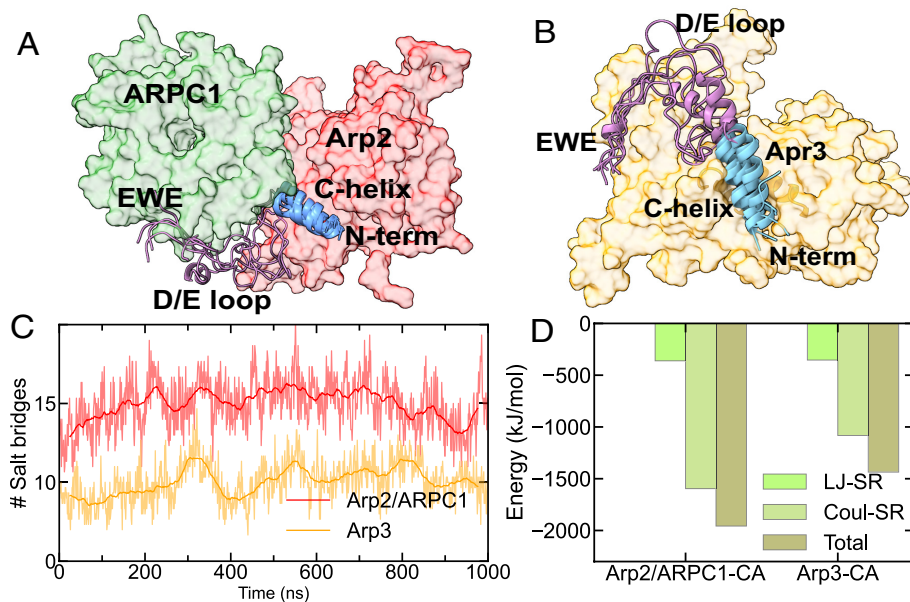 A
ARPC1
Arp2
EWE
C-helix
N-term
D/E loop
B
D/E loop
EWE
Apr3
C-helix
N-term
C
# Salt bridges
15
10
0
0 200 400 600 800 1000
Time (ns)
Arp2/ARPC1
Arp3
D
Energy (kJ/mol)
0
−500
−1000
−1500
−2000
LJ-SR
Coul-SR
Total
Arp2/ARPC1-CA Arp3-CA